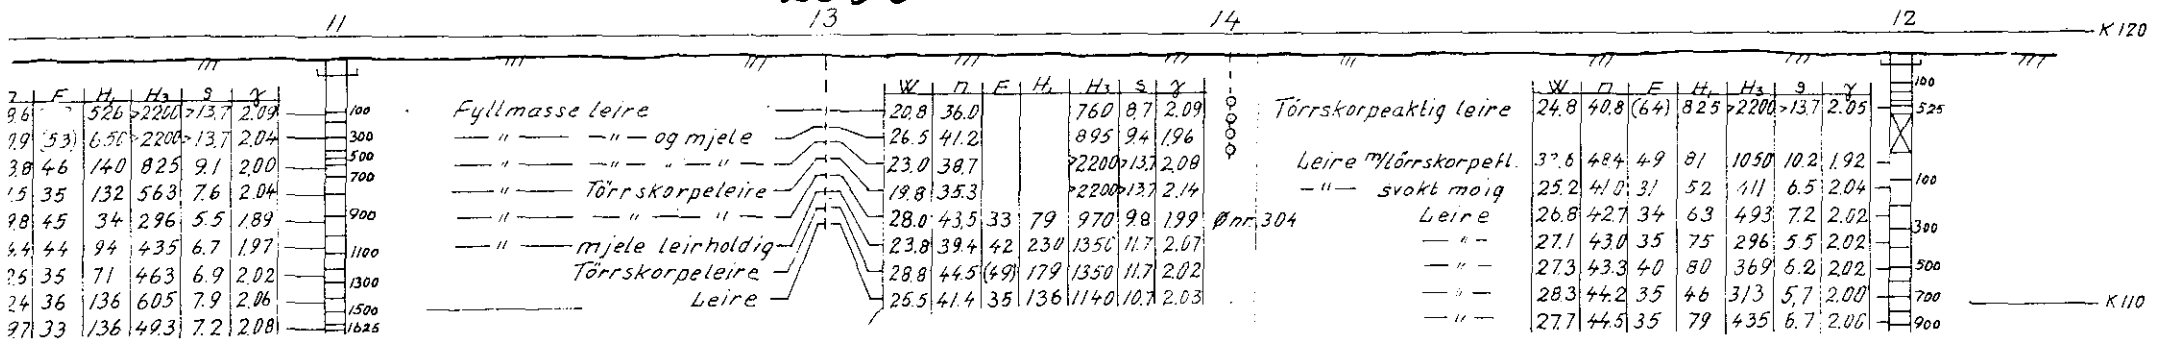 11 13 14 12
K 120
F H₁ H₃ s γ
526 >2200 >13.7 2.09
(53) 650 >2200 >13.7 2.04
46 140 825 9.1 2.00
35 132 563 7.6 2.04
45 34 296 5.5 1.89
44 94 435 6.7 1.97
35 71 463 6.9 2.02
36 136 605 7.9 2.06
33 136 493 7.2 2.08
100
300
500
700
900
1100
1300
1500
1625
Fyllmasse leire
— " — — " — og mjele
— " — — " — " — " —
— " — Törrskorpeleire
— " — — " — " — " —
— " — mjele leirholdig
Törrskorpeleire
Leire
W n F H₁ H₃ s γ
20.8 36.0 760 8.7 2.09
26.5 41.2 895 9.4 1.96
23.0 38.7 >2200 >13.7 2.08
19.8 35.3 >2200 >13.7 2.14
28.0 43.5 33 79 970 9.8 1.99
23.8 39.4 42 230 1350 11.7 2.07
28.8 44.5 (49) 179 1350 11.7 2.02
25.5 41.4 35 136 1140 10.7 2.03
Ø nr. 304
Törrskorpeaktig leire
Leire m/törrskorpefl.
— " — svakt moig
Leire
— " —
— " —
— " —
— " —
W n F H₁ H₃ s γ
24.8 40.8 (64) 825 >2200 >13.7 2.05
48.4 49 81 1050 10.2 1.92
25.2 41.0 31 52 411 6.5 2.04
26.8 42.7 34 63 493 7.2 2.02
27.1 43.0 35 75 296 5.5 2.02
27.3 43.3 40 80 369 6.2 2.02
28.3 44.2 35 46 313 5.7 2.00
27.7 44.5 35 79 435 6.7 2.06
100
525
100
300
500
700
900
K 110